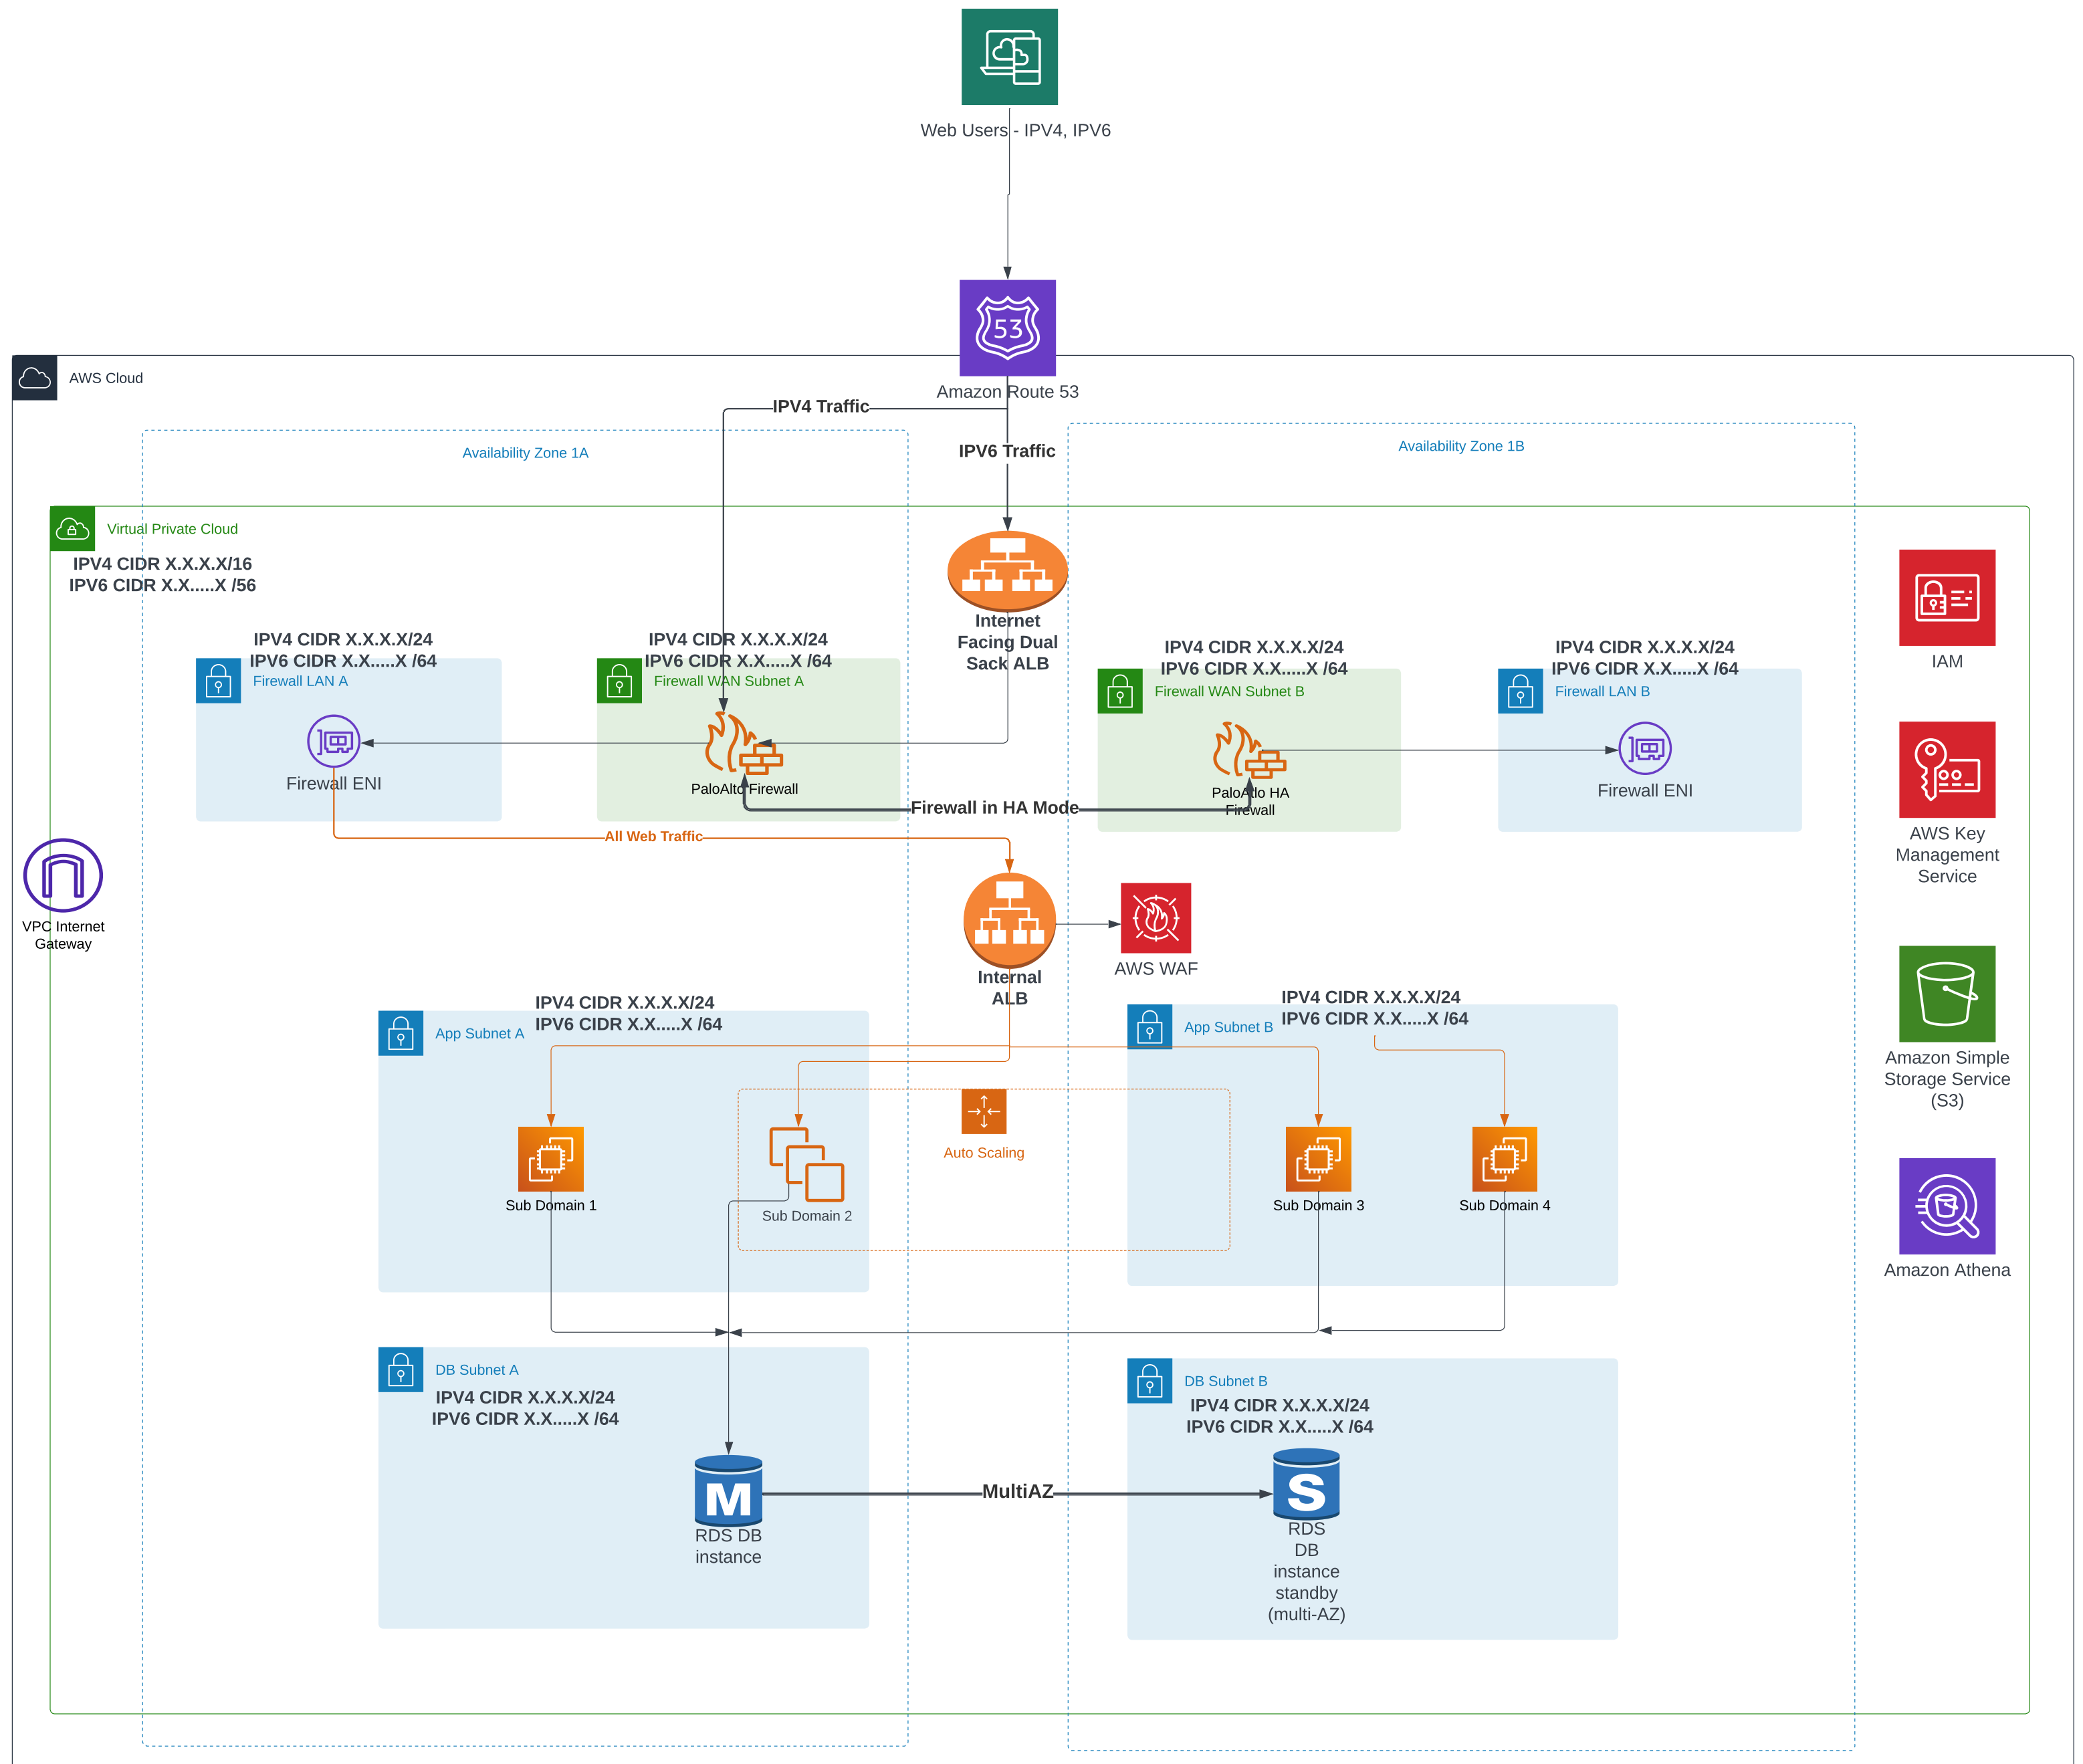 Web Users - IPV4, IPV6
53
Amazon Route 53
AWS Cloud
IPV4 Traffic
IPV6 Traffic
Availability Zone 1A
Availability Zone 1B
Virtual Private Cloud
IPV4 CIDR X.X.X.X/16
IPV6 CIDR X.X.....X /56
Internet
Facing Dual
Sack ALB
IPV4 CIDR X.X.X.X/24
IPV6 CIDR X.X.....X /64
Firewall LAN A
Firewall ENI
IPV4 CIDR X.X.X.X/24
IPV6 CIDR X.X.....X /64
Firewall WAN Subnet A
PaloAlto Firewall
IPV4 CIDR X.X.X.X/24
IPV6 CIDR X.X.....X /64
Firewall WAN Subnet B
PaloAtlo HA
Firewall
IPV4 CIDR X.X.X.X/24
IPV6 CIDR X.X.....X /64
Firewall LAN B
Firewall ENI
Firewall in HA Mode
All Web Traffic
IAM
AWS Key
Management
Service
VPC Internet
Gateway
Internal
ALB
AWS WAF
IPV4 CIDR X.X.X.X/24
IPV6 CIDR X.X.....X /64
App Subnet A
IPV4 CIDR X.X.X.X/24
IPV6 CIDR X.X.....X /64
App Subnet B
Amazon Simple
Storage Service
(S3)
Auto Scaling
Sub Domain 1
Sub Domain 2
Sub Domain 3
Sub Domain 4
Amazon Athena
DB Subnet A
IPV4 CIDR X.X.X.X/24
IPV6 CIDR X.X.....X /64
DB Subnet B
IPV4 CIDR X.X.X.X/24
IPV6 CIDR X.X.....X /64
M
RDS DB
instance
MultiAZ
S
RDS
DB
instance
standby
(multi-AZ)